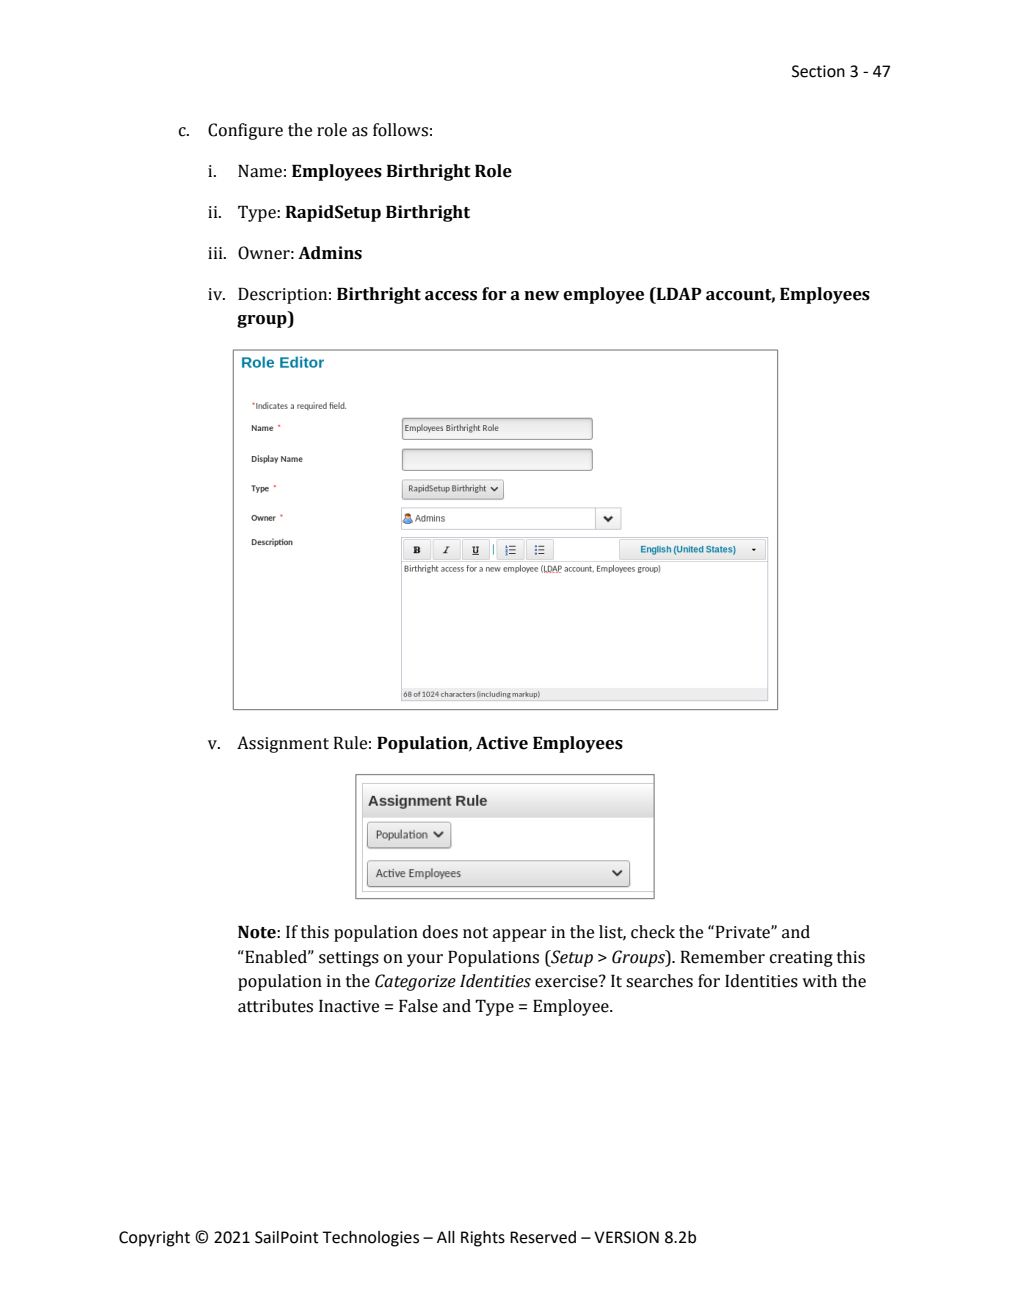 Section 3 - 47
c. Configure the role as follows:
i. Name: Employees Birthright Role
ii. Type: RapidSetup Birthright
iii. Owner: Admins
iv. Description: Birthright access for a new employee (LDAP account, Employees
group)
Role Editor
*Indicates a required field.
Name * Employees Birthright Role
Display Name
Type * RapidSetup Birthright
Owner * Admins
Description
B I U English (United States)
Birthright access for a new employee (LDAP account, Employees group)
68 of 1024 characters (including markup)
v. Assignment Rule: Population, Active Employees
Assignment Rule
Population
Active Employees
Note: If this population does not appear in the list, check the “Private” and
“Enabled” settings on your Populations (Setup > Groups). Remember creating this
population in the Categorize Identities exercise? It searches for Identities with the
attributes Inactive = False and Type = Employee.
Copyright © 2021 SailPoint Technologies – All Rights Reserved – VERSION 8.2b